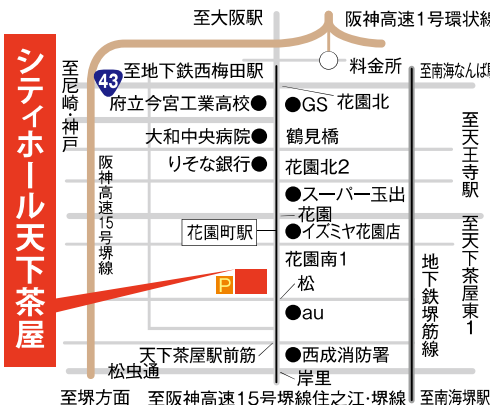 至大阪駅
阪神高速1号環状線
至地下鉄西梅田駅
料金所
至南海なんば駅
43
至尼崎・神戸
府立今宮工業高校●
●GS
花園北
大和中央病院●
鶴見橋
りそな銀行●
花園北2
至天王寺駅
シティホール天下茶屋
阪神高速15号堺線
●スーパー玉出
花園
花園町駅
●イズミヤ花園店
至天下茶屋東1
花園南1
地下鉄堺筋線
P
松
●au
天下茶屋駅前筋
●西成消防署
松虫通
岸里
至堺方面
至阪神高速15号堺線住之江・堺線
至南海堺駅